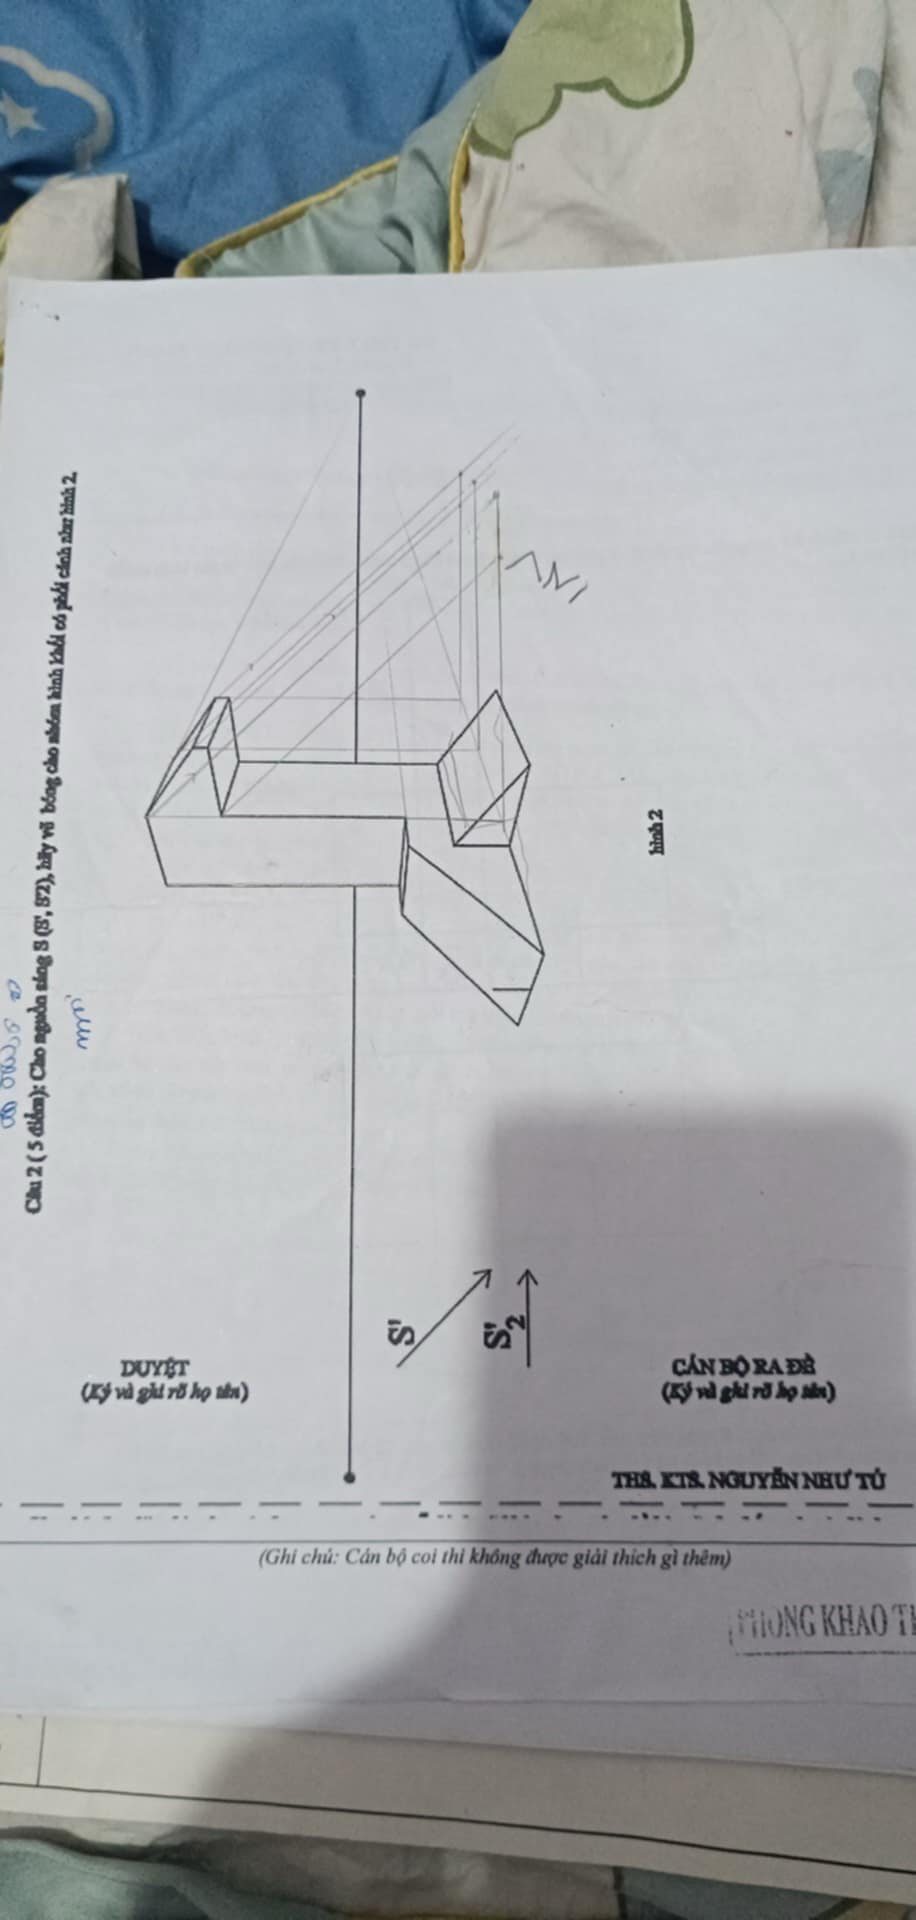 Câu 2 ( 5 điểm): Cho nguồn sáng S (S', S'2), hãy vẽ bóng cho nhóm hình khối có phối cảnh như hình 2.
S'
S'2
hình 2
DUYỆT
(Ký và ghi rõ họ tên)
CÁN BỘ RA ĐỀ
(Ký và ghi rõ họ tên)
THS. KTS. NGUYỄN NHƯ TÚ
(Ghi chú: Cán bộ coi thi không được giải thích gì thêm)
PHÒNG KHẢO